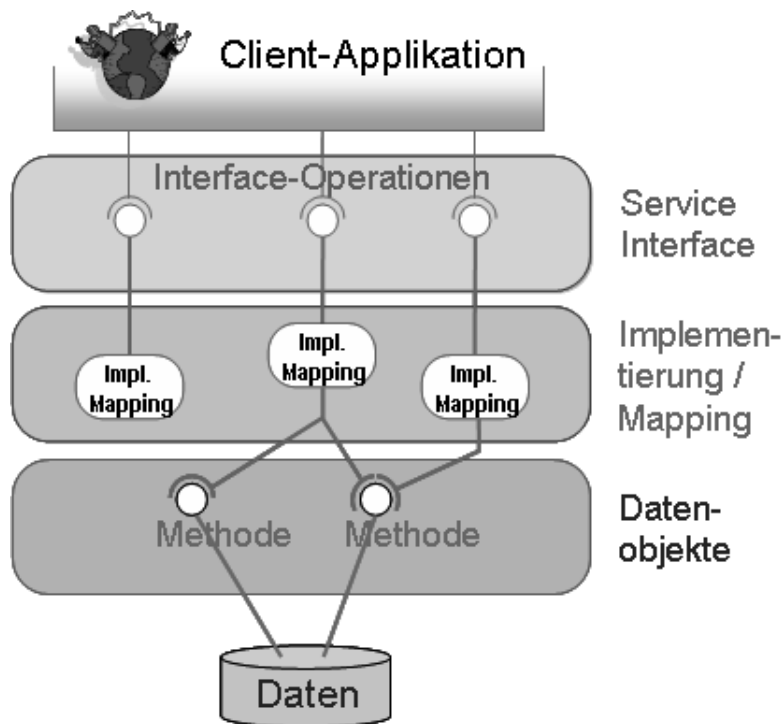 Client-Applikation
Interface-Operationen
Service
Interface
Impl.
Mapping
Impl.
Mapping
Impl.
Mapping
Implemen-
tierung /
Mapping
Methode
Methode
Daten-
objekte
Daten